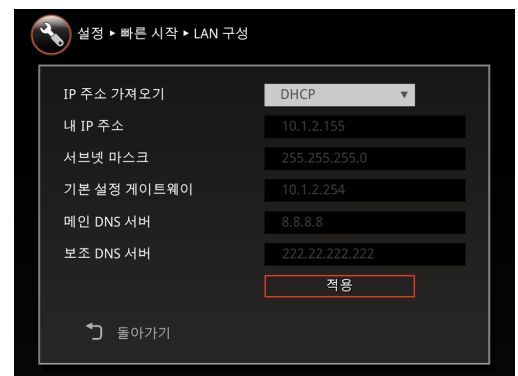 설정 ▸ 빠른 시작 ▸ LAN 구성
IP 주소 가져오기 DHCP ▼
내 IP 주소 10.1.2.155
서브넷 마스크 255.255.255.0
기본 설정 게이트웨이 10.1.2.254
메인 DNS 서버 8.8.8.8
보조 DNS 서버 222.22.222.222
적용
돌아가기